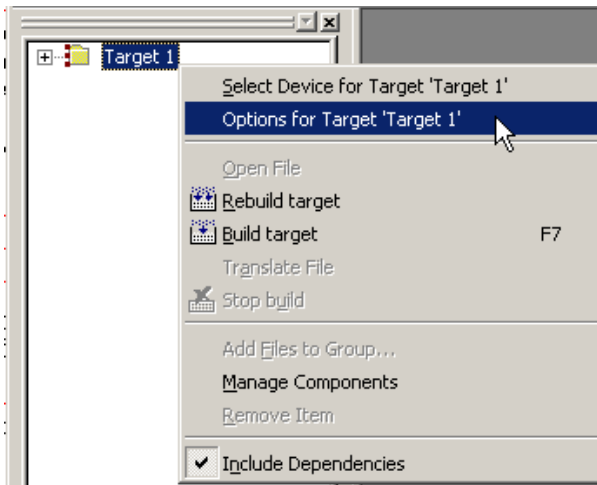 Target 1
Select Device for Target 'Target 1'
Options for Target 'Target 1'
Open File
Rebuild target
Build target F7
Translate File
Stop build
Add Files to Group...
Manage Components
Remove Item
Include Dependencies